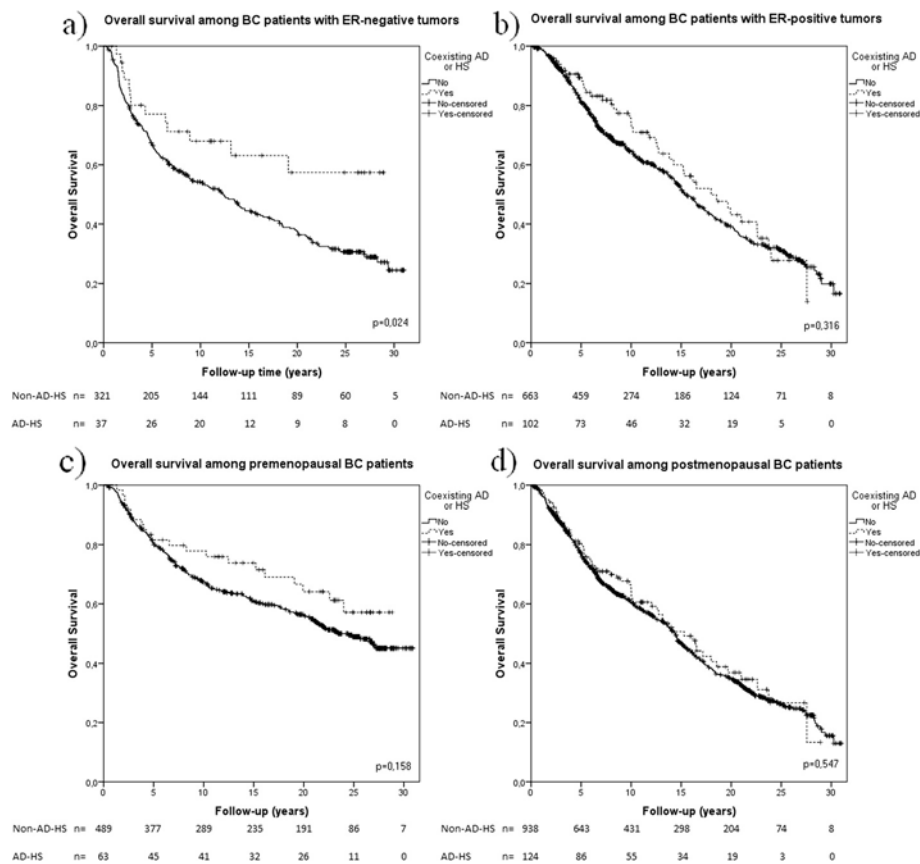 a) Overall survival among BC patients with ER-negative tumors
Coexisting AD
or HS
No
Yes
No-censored
Yes-censored
Overall Survival
1,0
0,8
0,6
0,4
0,2
0,0
p=0,024
0 5 10 15 20 25 30
Follow-up time (years)
Non-AD-HS n= 321 205 144 111 89 60 5
AD-HS n= 37 26 20 12 9 8 0
b) Overall survival among BC patients with ER-positive tumors
Coexisting AD
or HS
No
Yes
No-censored
Yes-censored
Overall Survival
1,0
0,8
0,6
0,4
0,2
0,0
p=0,316
0 5 10 15 20 25 30
Follow-up (years)
Non-AD-HS n= 663 459 274 186 124 71 8
AD-HS n= 102 73 46 32 19 5 0
c) Overall survival among premenopausal BC patients
Coexisting AD
or HS
No
Yes
No-censored
Yes-censored
Overall Survival
1,0
0,8
0,6
0,4
0,2
0,0
p=0,158
0 5 10 15 20 25 30
Follow-up (years)
Non-AD-HS n= 489 377 289 235 191 86 7
AD-HS n= 63 45 41 32 26 11 0
d) Overall survival among postmenopausal BC patients
Coexisting AD
or HS
No
Yes
No-censored
Yes-censored
Overall Survival
1,0
0,8
0,6
0,4
0,2
0,0
p=0,547
0 5 10 15 20 25 30
Follow-up (years)
Non-AD-HS n= 938 643 431 298 204 74 8
AD-HS n= 124 86 55 34 19 3 0